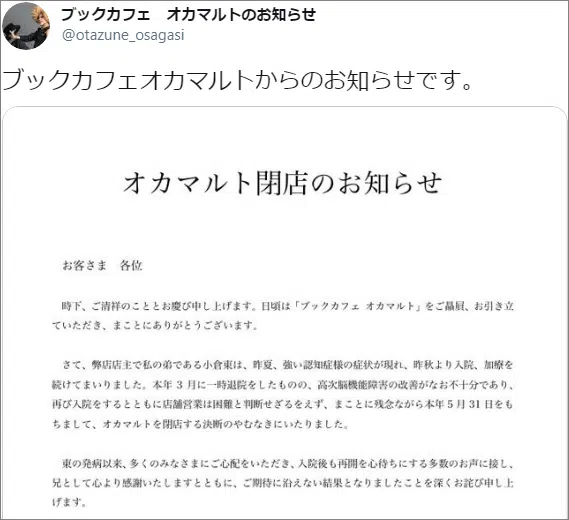 ブックカフェ　オカマルトのお知らせ
@otazune_osagasi
ブックカフェオカマルトからのお知らせです。
オカマルト閉店のお知らせ
お客さま　各位
時下、ご清祥のこととお慶び申し上げます。日頃は「ブックカフェ オカマルト」をご贔屓、お引き立
ていただき、まことにありがとうございます。
さて、弊店店主で私の弟である小倉東は、昨夏、強い認知症様の症状が現れ、昨秋より入院、加療を
続けてまいりました。本年 3 月に一時退院をしたものの、高次脳機能障害の改善がなお不十分であり、
再び入院をするとともに店舗営業は困難と判断せざるをえず、まことに残念ながら本年 5 月 31 日をも
ちまして、オカマルトを閉店する決断のやむなきにいたりました。
東の発病以来、多くのみなさまにご心配をいただき、入院後も再開を心待ちにする多数のお声に接し、
兄として心より感謝いたしますとともに、ご期待に沿えない結果となりましたことを深くお詫び申し上
げます。